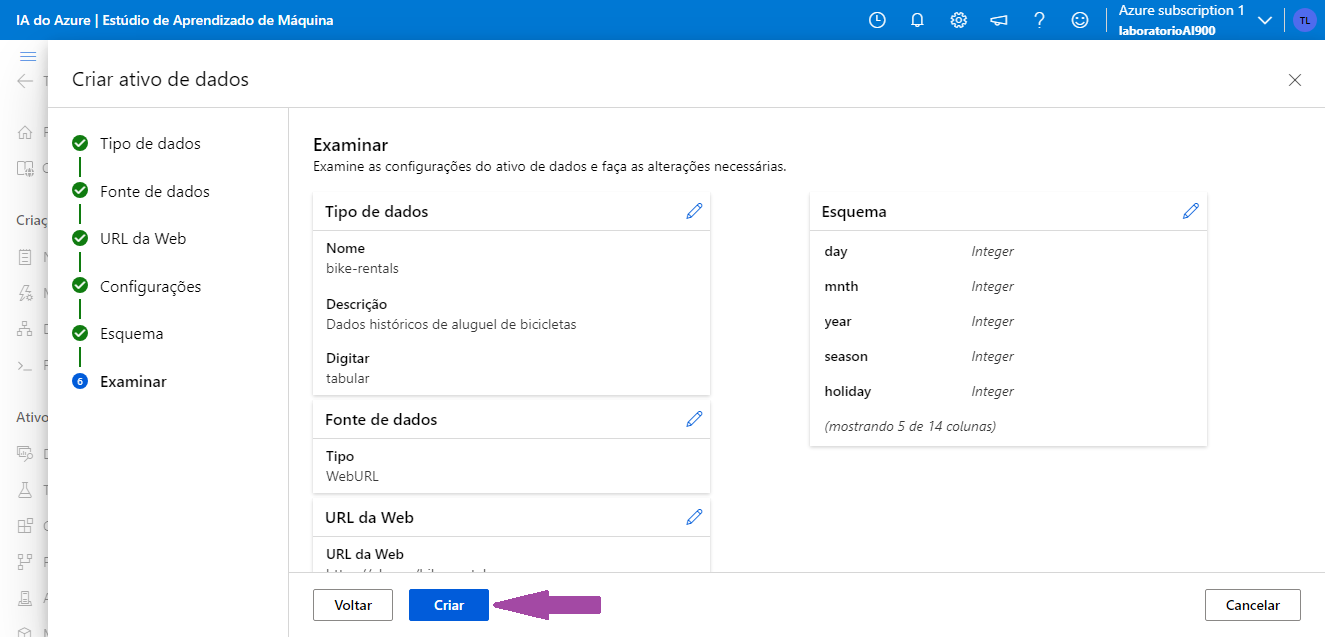 IA do Azure | Estúdio de Aprendizado de Máquina
Azure subscription 1
laboratorioAI900
TL
Criar ativo de dados
Criaç
Ativo
Tipo de dados
Fonte de dados
URL da Web
Configurações
Esquema
6 Examinar
Examinar
Examine as configurações do ativo de dados e faça as alterações necessárias.
Tipo de dados
Nome
bike-rentals
Descrição
Dados históricos de aluguel de bicicletas
Digitar
tabular
Fonte de dados
Tipo
WebURL
URL da Web
URL da Web
Esquema
day Integer
mnth Integer
year Integer
season Integer
holiday Integer
(mostrando 5 de 14 colunas)
Voltar
Criar
Cancelar